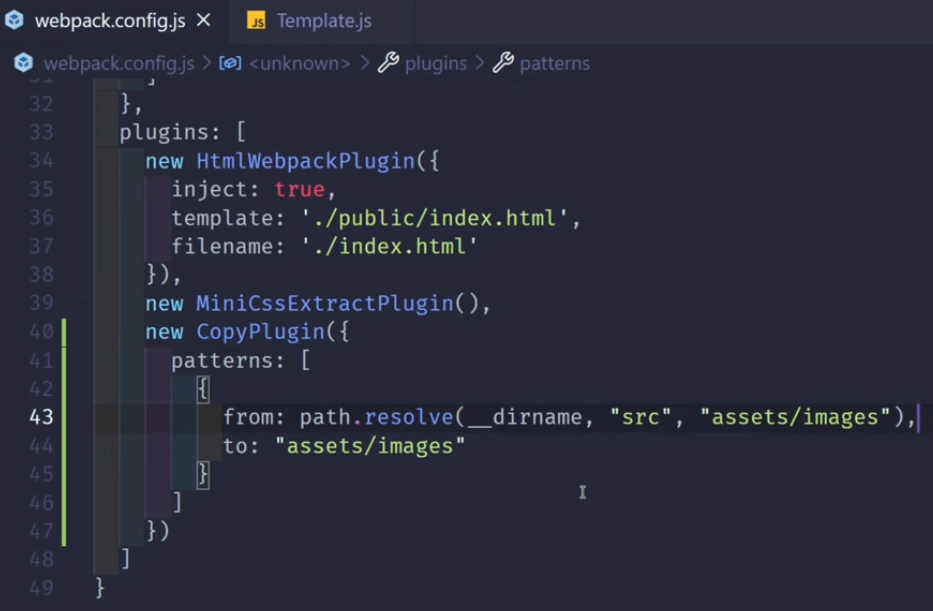 webpack.config.js × JS Template.js
webpack.config.js > <unknown> > plugins > patterns
31 ]
32 },
33 plugins: [
34 new HtmlWebpackPlugin({
35 inject: true,
36 template: './public/index.html',
37 filename: './index.html'
38 }),
39 new MiniCssExtractPlugin(),
40 new CopyPlugin({
41 patterns: [
42 {
43 from: path.resolve(__dirname, "src", "assets/images"),
44 to: "assets/images"
45 }
46 ]
47 })
48 ]
49 }